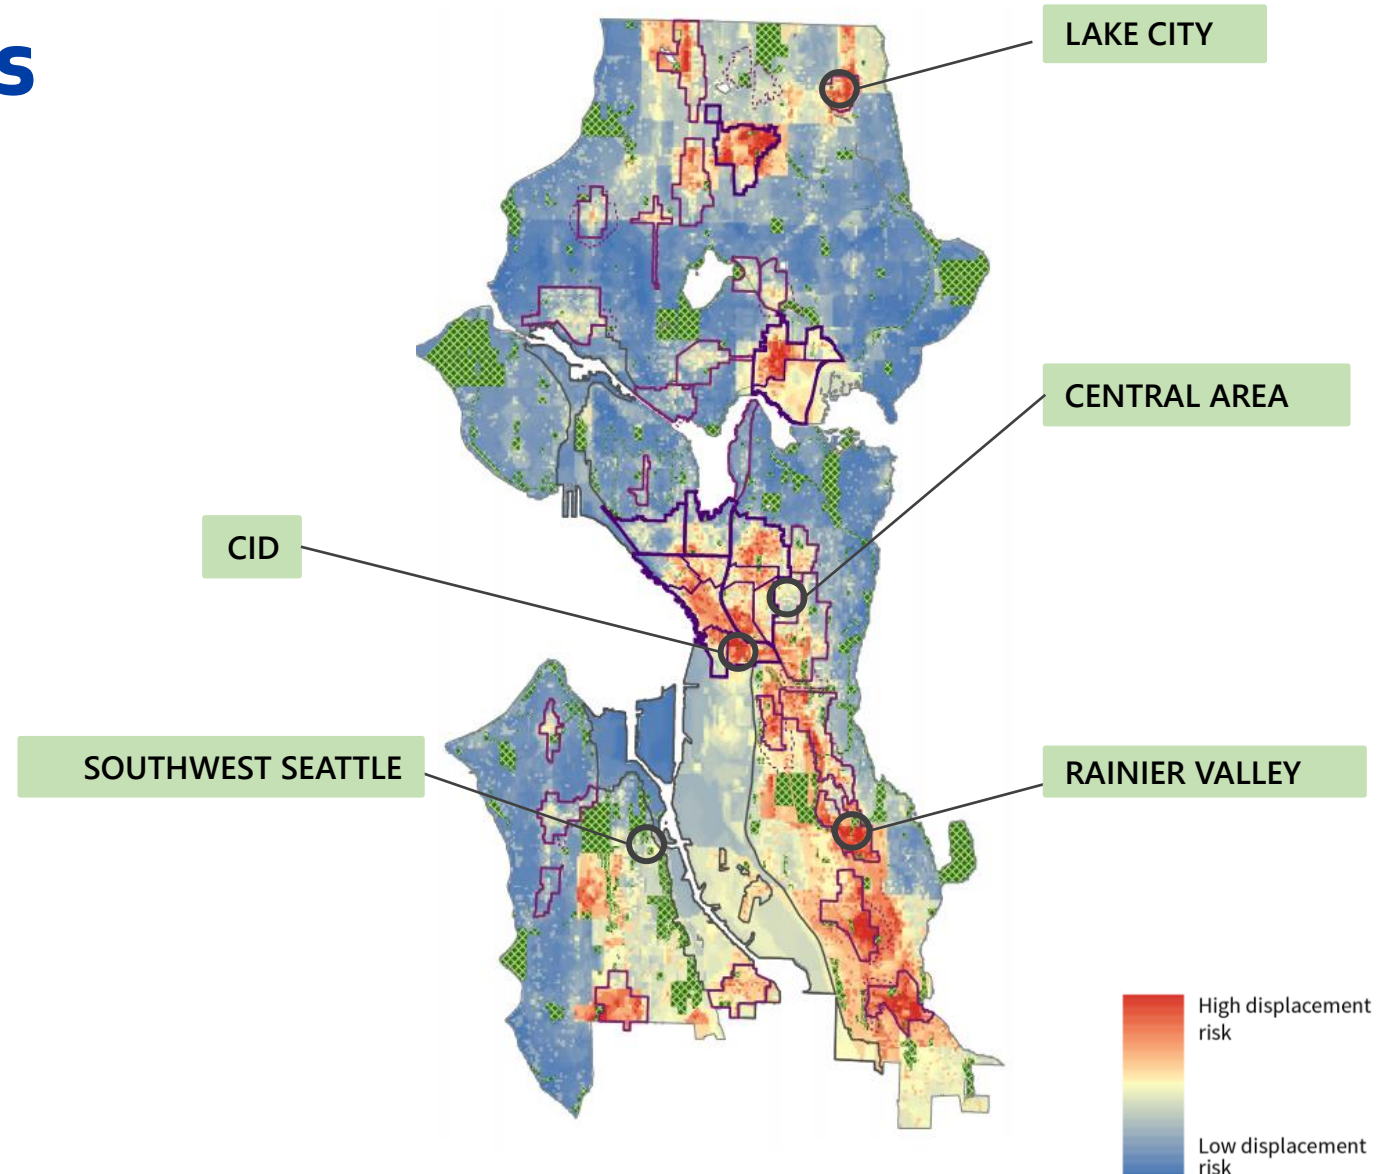 s
LAKE CITY
CENTRAL AREA
CID
SOUTHWEST SEATTLE
RAINIER VALLEY
High displacement
risk
Low displacement
risk